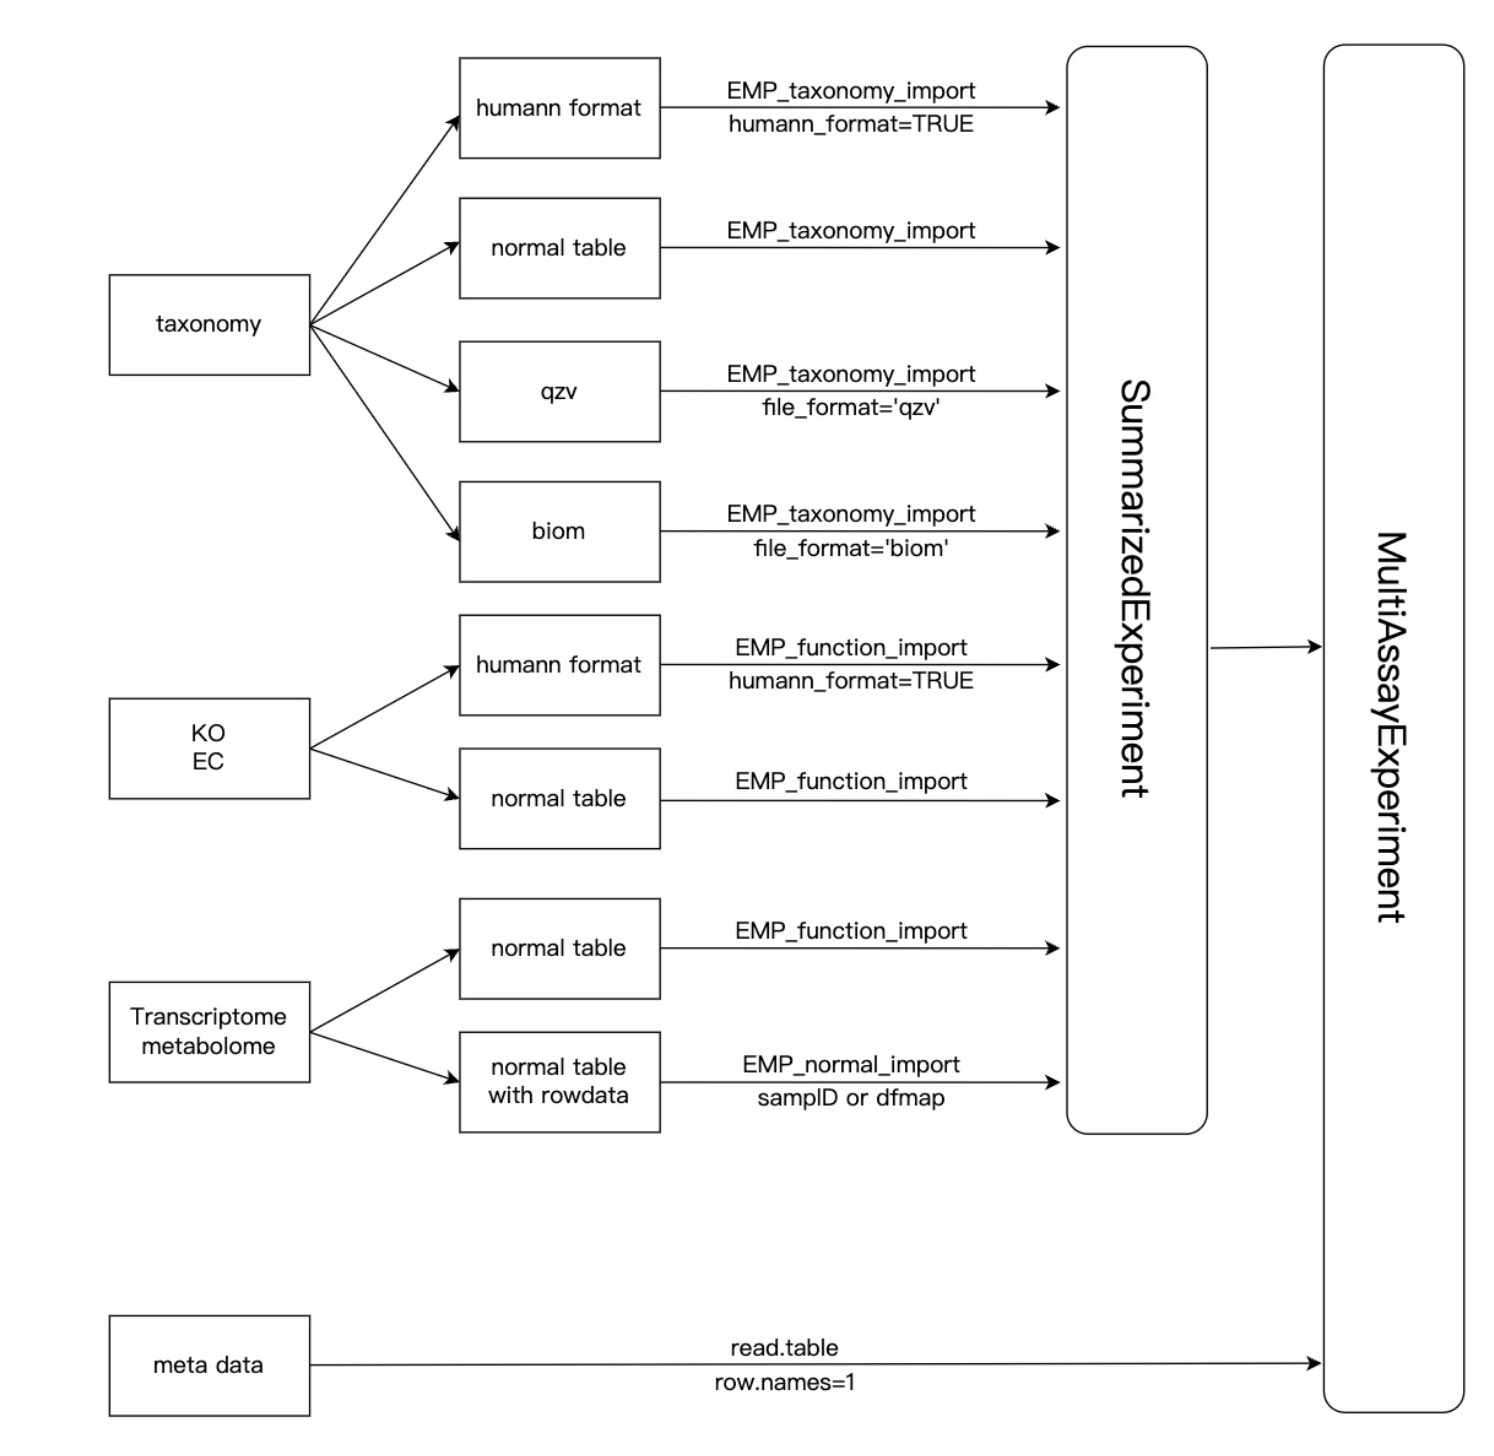 humann format
EMP_taxonomy_import
humann_format=TRUE
normal table
EMP_taxonomy_import
taxonomy
qzv
EMP_taxonomy_import
file_format='qzv'
biom
EMP_taxonomy_import
file_format='biom'
humann format
EMP_function_import
humann_format=TRUE
KO
EC
normal table
EMP_function_import
normal table
EMP_function_import
Transcriptome
metabolome
normal table
with rowdata
EMP_normal_import
sampID or dfmap
SummarizedExperiment
MultiAssayExperiment
meta data
read.table
row.names=1